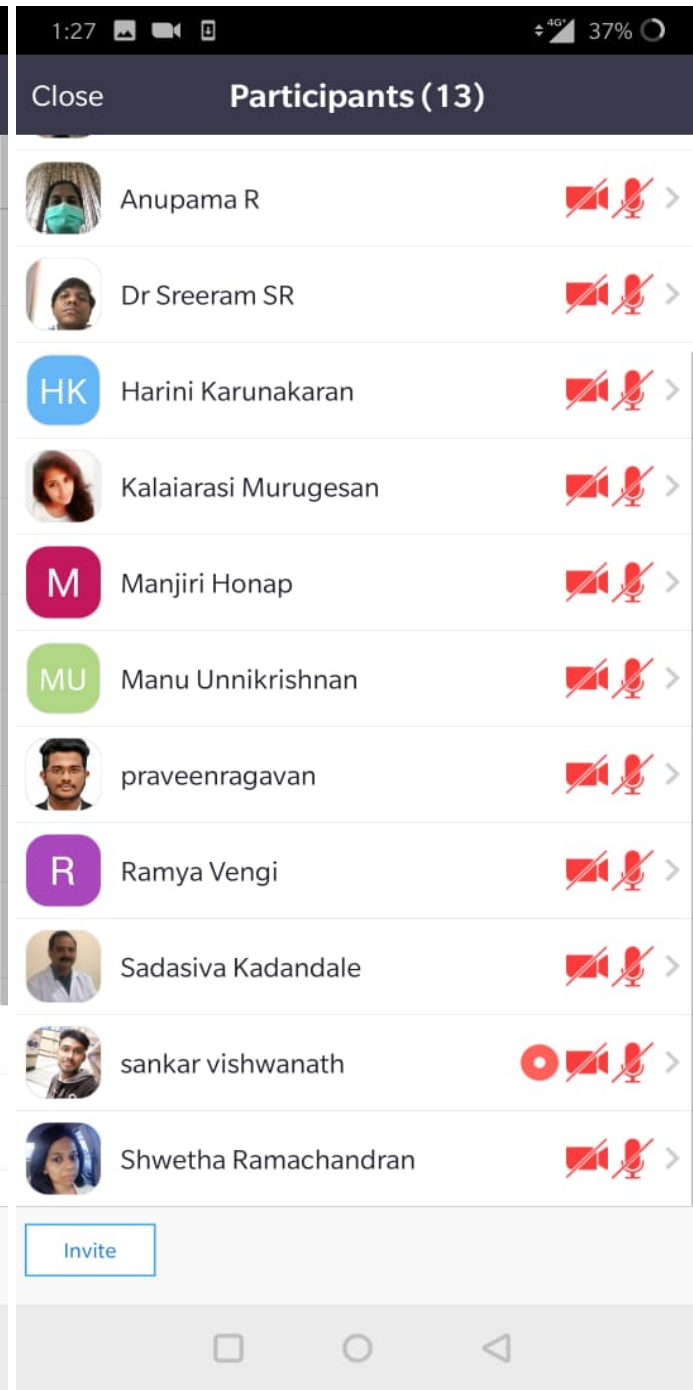 1:27 4G+ 37%
Close Participants (13)
Anupama R
Dr Sreeram SR
HK Harini Karunakaran
Kalaiarasi Murugesan
M Manjiri Honap
MU Manu Unnikrishnan
praveenragavan
R Ramya Vengi
Sadasiva Kadandale
sankar vishwanath
Shwetha Ramachandran
Invite